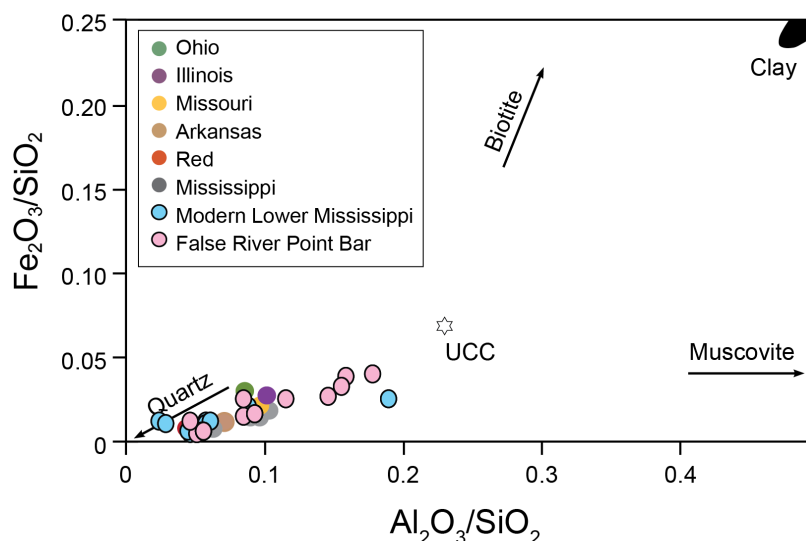 0.25
0.20
0.15
0.10
0.05
0
Fe₂O₃/SiO₂
Ohio
Illinois
Missouri
Arkansas
Red
Mississippi
Modern Lower Mississippi
False River Point Bar
Clay
Biotite
UCC
Muscovite
Quartz
0
0.1
0.2
0.3
0.4
Al₂O₃/SiO₂